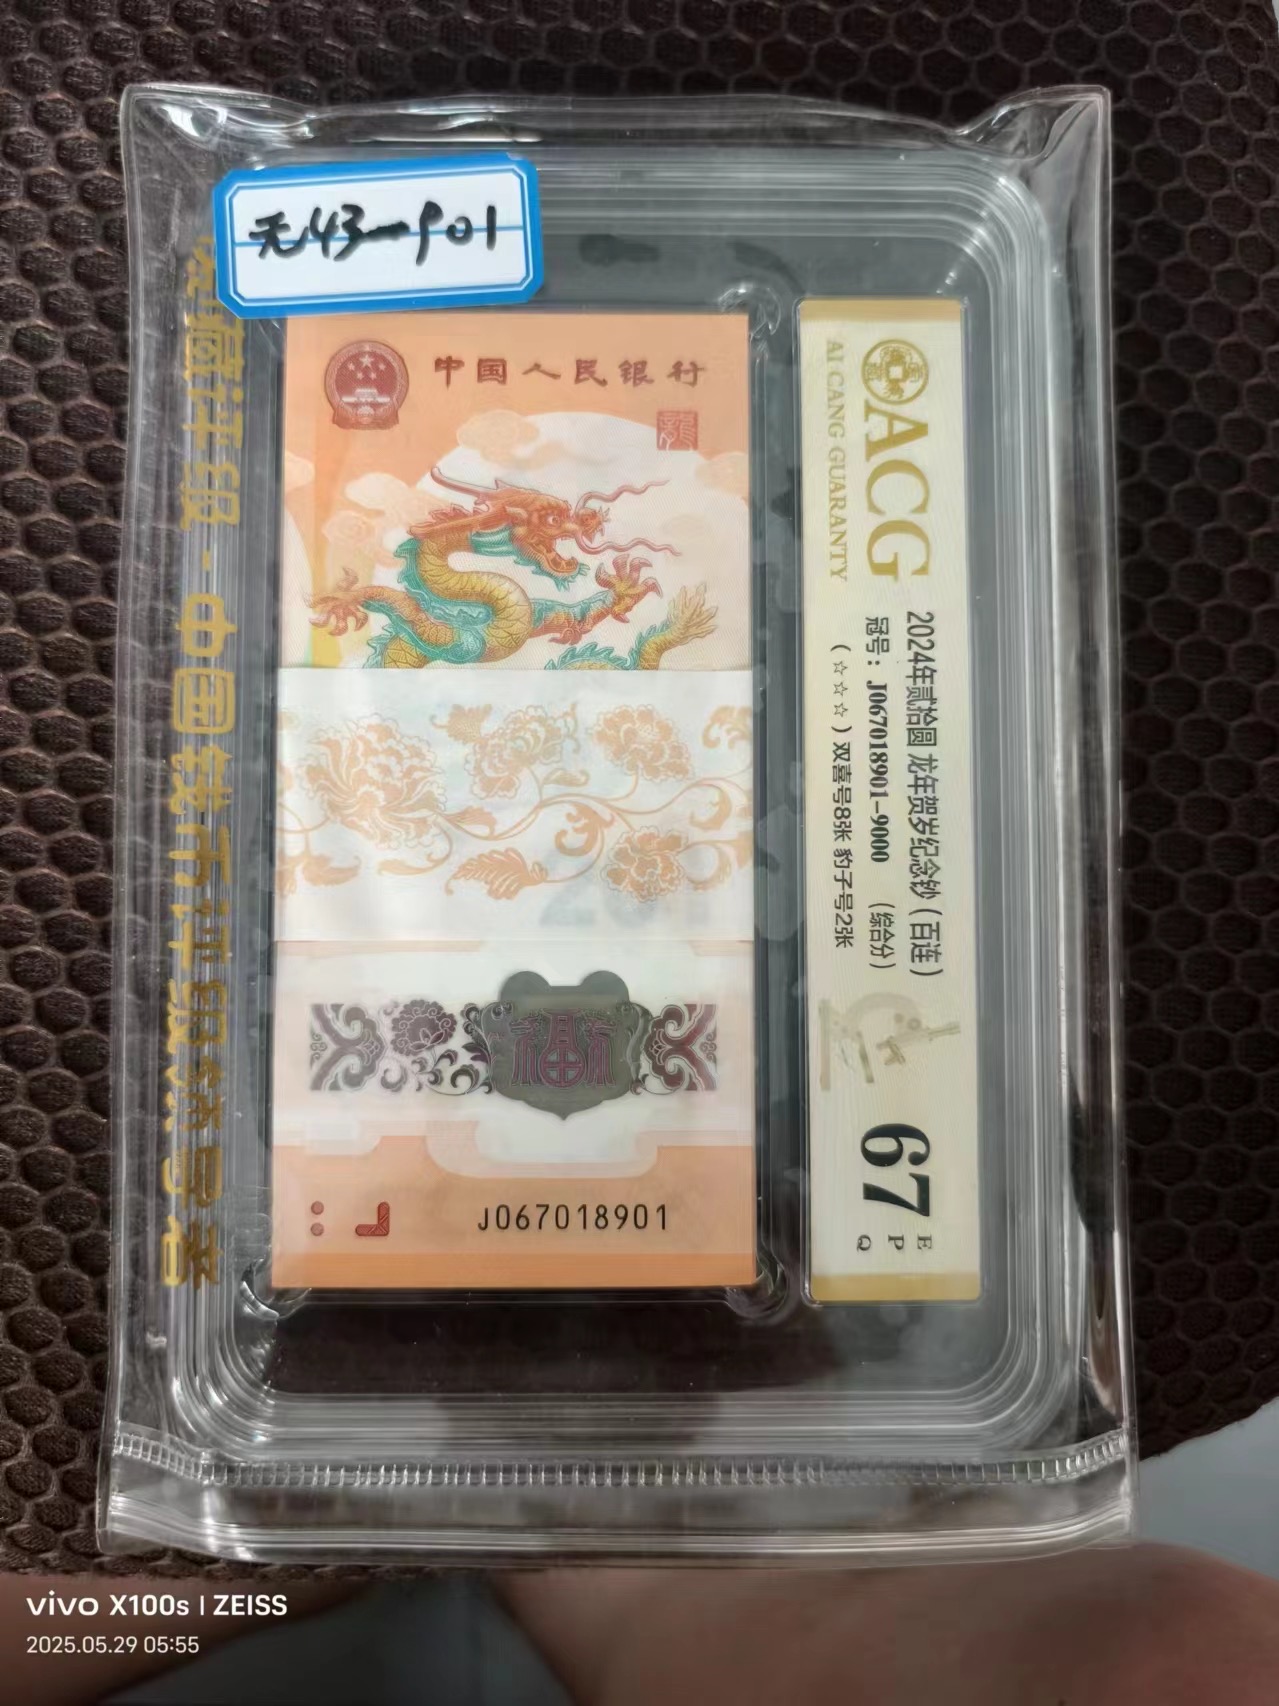 无43-901
中国人民银行
龍
福
J067018901
ACG
AI CANG GUARANTY
2024年贰拾圆 龙年贺岁纪念钞（百连）
冠号：J067018901-9000 （综合分）
（☆☆☆）双喜号8张 豹子号2张
67
E
P
Q
爱藏评级-中国钱币评级领导者
vivo X100s | ZEISS
2025.05.29 05:55